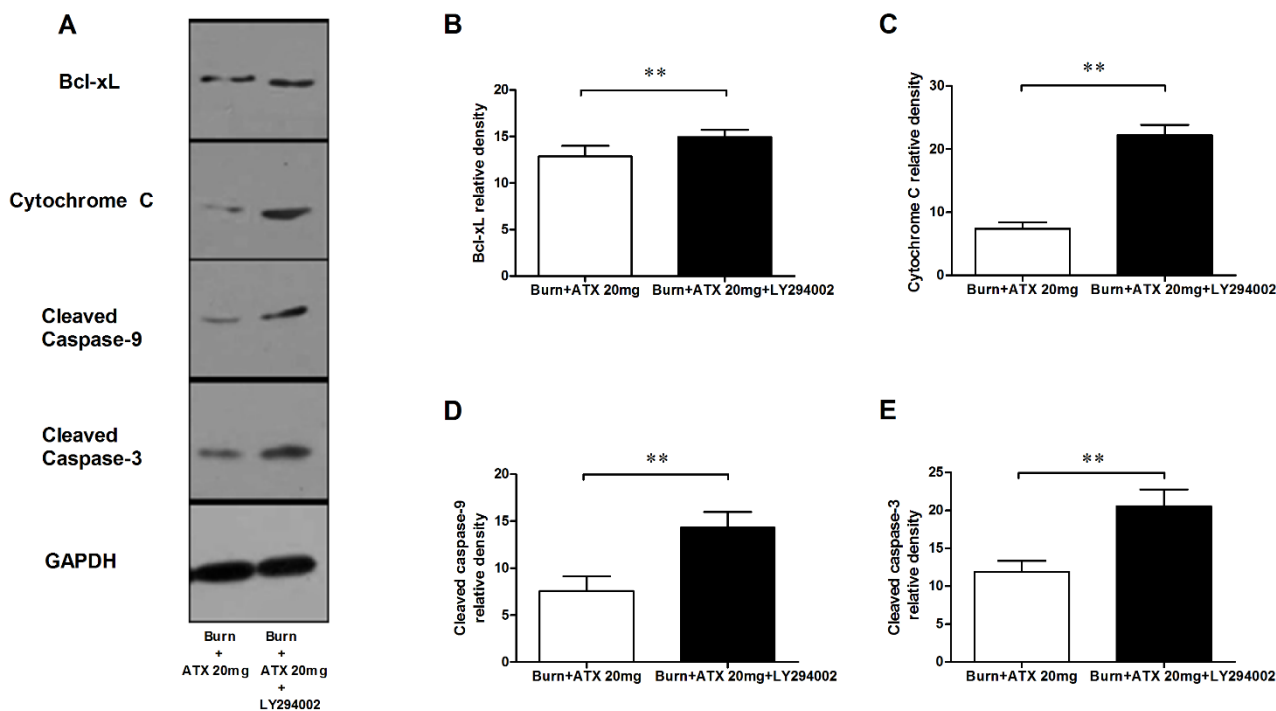 A
Bcl-xL
Cytochrome C
Cleaved
Caspase-9
Cleaved
Caspase-3
GAPDH
Burn
+
ATX 20mg
Burn
+
ATX 20mg
+
LY294002
B
**
Bcl-xL relative density
20
15
10
5
0
Burn+ATX 20mg
Burn+ATX 20mg+LY294002
C
**
Cytochrome C relative density
30
20
10
0
Burn+ATX 20mg
Burn+ATX 20mg+LY294002
D
**
Cleaved caspase-9
relative density
20
15
10
5
0
Burn+ATX 20mg
Burn+ATX 20mg+LY294002
E
**
Cleaved caspase-3
relative density
25
20
15
10
5
0
Burn+ATX 20mg
Burn+ATX 20mg+LY294002